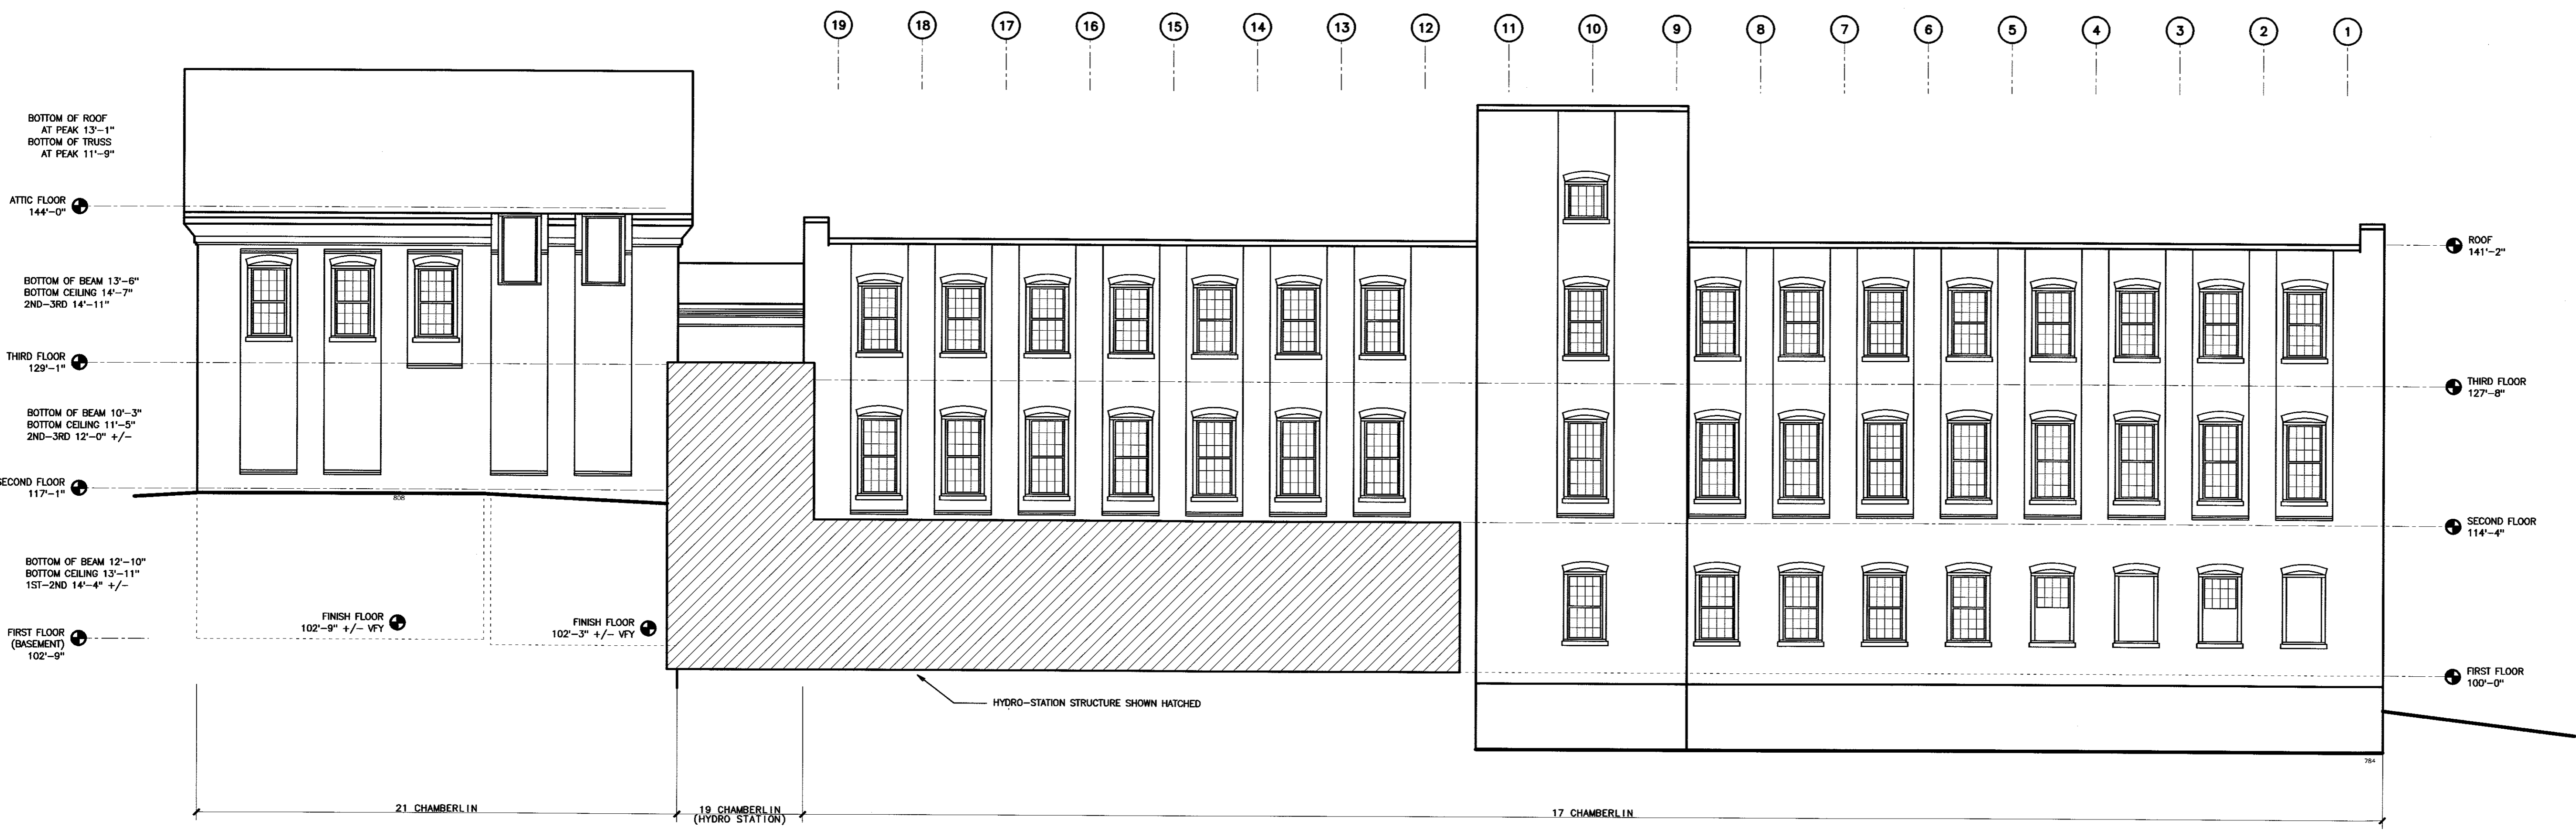 19 18 17 16 15 14 13 12 11 10 9 8 7 6 5 4 3 2 1
BOTTOM OF ROOF
AT PEAK 13'-1"
BOTTOM OF TRUSS
AT PEAK 11'-9"
ATTIC FLOOR
144'-0"
BOTTOM OF BEAM 13'-6"
BOTTOM CEILING 14'-7"
2ND-3RD 14'-11"
THIRD FLOOR
129'-1"
BOTTOM OF BEAM 10'-3"
BOTTOM CEILING 11'-5"
2ND-3RD 12'-0" +/-
SECOND FLOOR
117'-1"
808
BOTTOM OF BEAM 12'-10"
BOTTOM CEILING 13'-11"
1ST-2ND 14'-4" +/-
FIRST FLOOR
(BASEMENT)
102'-9"
FINISH FLOOR
102'-9" +/- VFY
FINISH FLOOR
102'-3" +/- VFY
HYDRO-STATION STRUCTURE SHOWN HATCHED
ROOF
141'-2"
THIRD FLOOR
127'-8"
SECOND FLOOR
114'-4"
FIRST FLOOR
100'-0"
784
21 CHAMBERLIN
19 CHAMBERLIN
(HYDRO STATION)
17 CHAMBERLIN